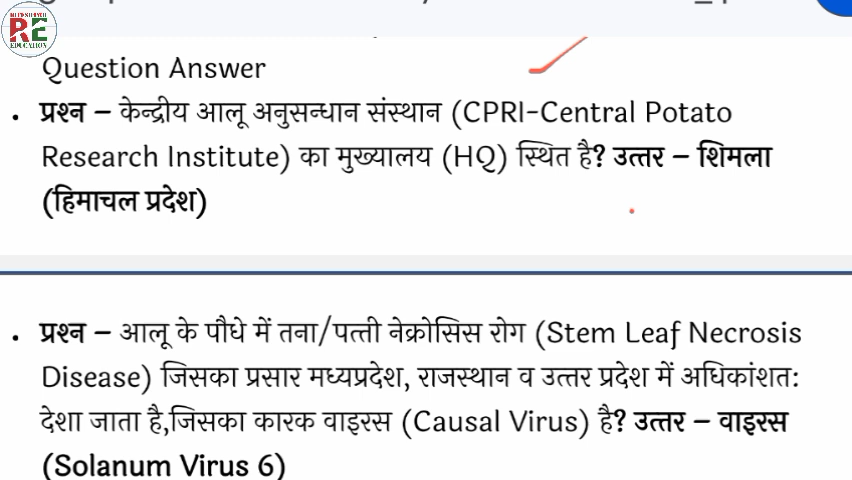 RE
EDUCATION
Question Answer
• प्रश्न – केन्द्रीय आलू अनुसन्धान संस्थान (CPRI-Central Potato
Research Institute) का मुख्यालय (HQ) स्थित है? उत्तर – शिमला
(हिमाचल प्रदेश)
• प्रश्न – आलू के पौधे में तना/पत्ती नेक्रोसिस रोग (Stem Leaf Necrosis
Disease) जिसका प्रसार मध्यप्रदेश, राजस्थान व उत्तर प्रदेश में अधिकांशत:
देशा जाता है,जिसका कारक वाइरस (Causal Virus) है? उत्तर – वाइरस
(Solanum Virus 6)